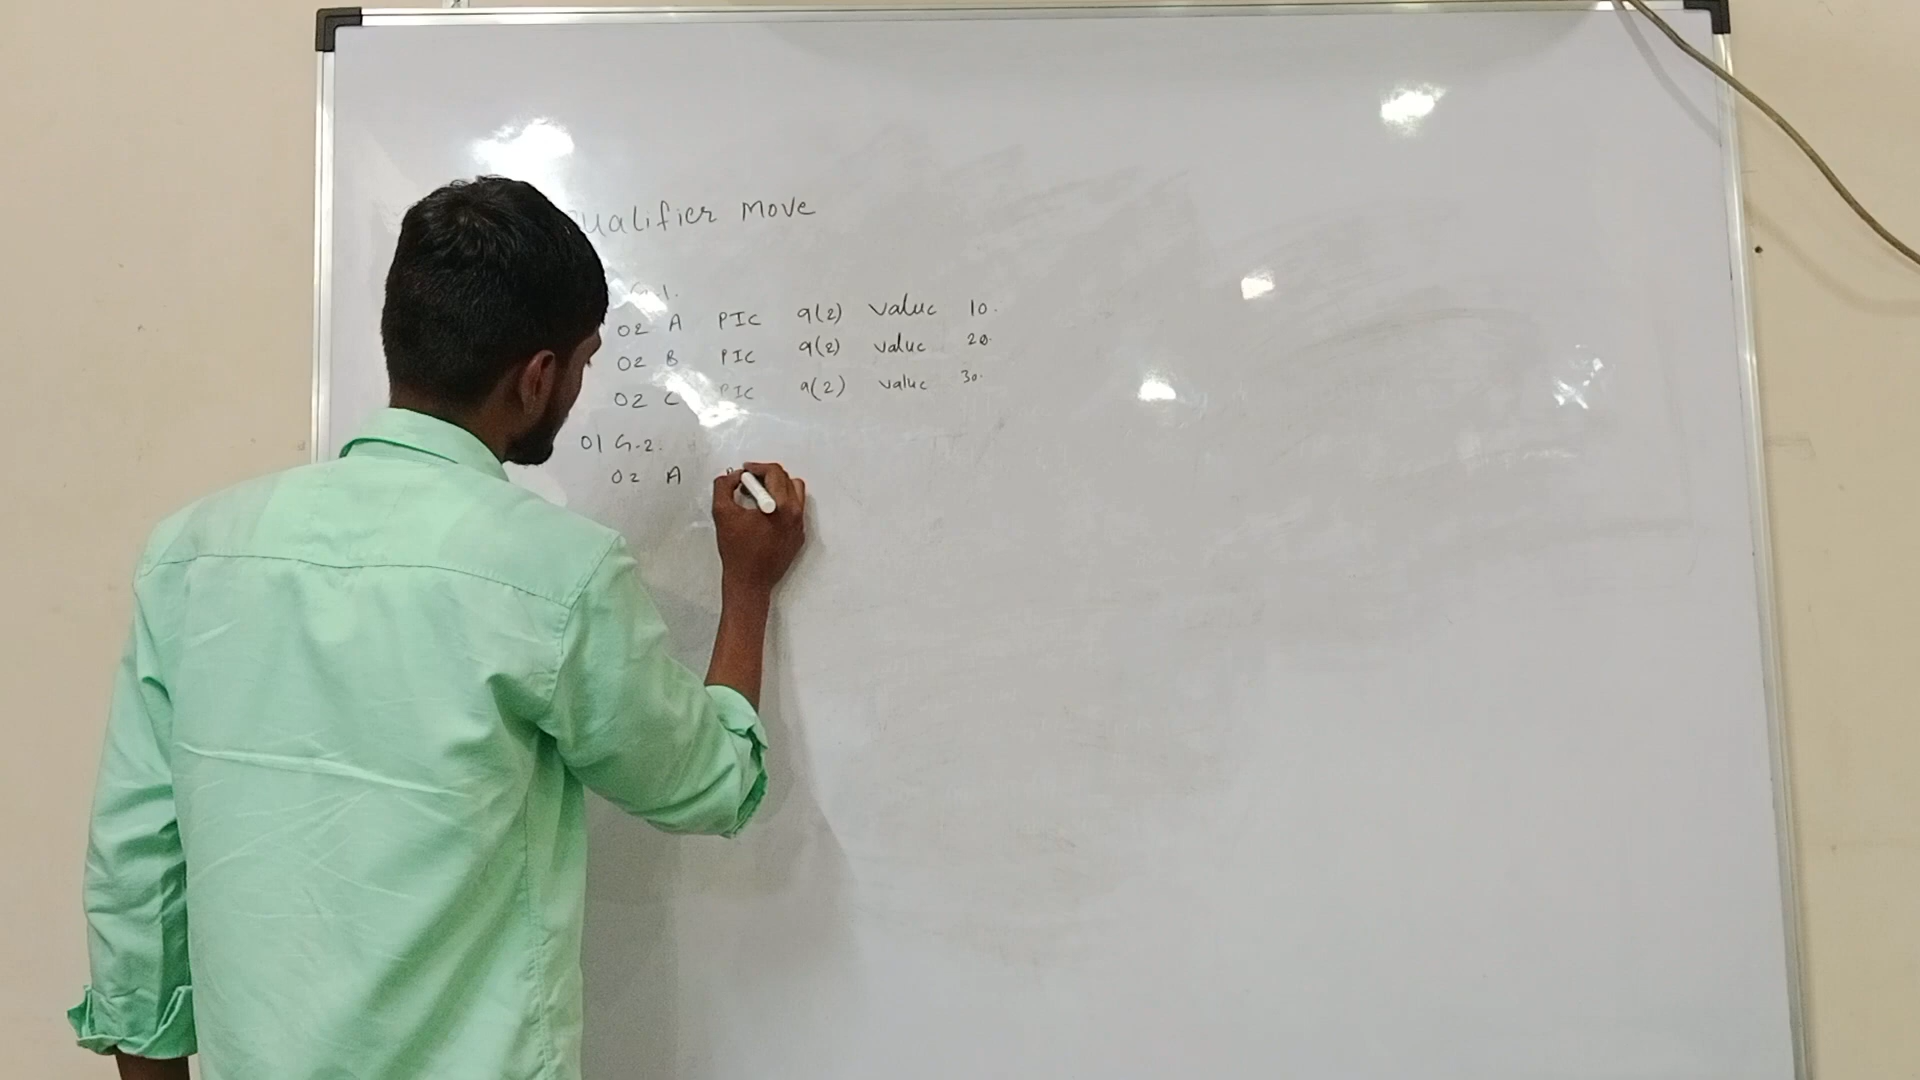 ualifier move
G-1.
02 A PIC 9(2) value 10.
02 B PIC 9(2) value 20.
02 C PIC 9(2) value 30.
01 G-2.
02 A